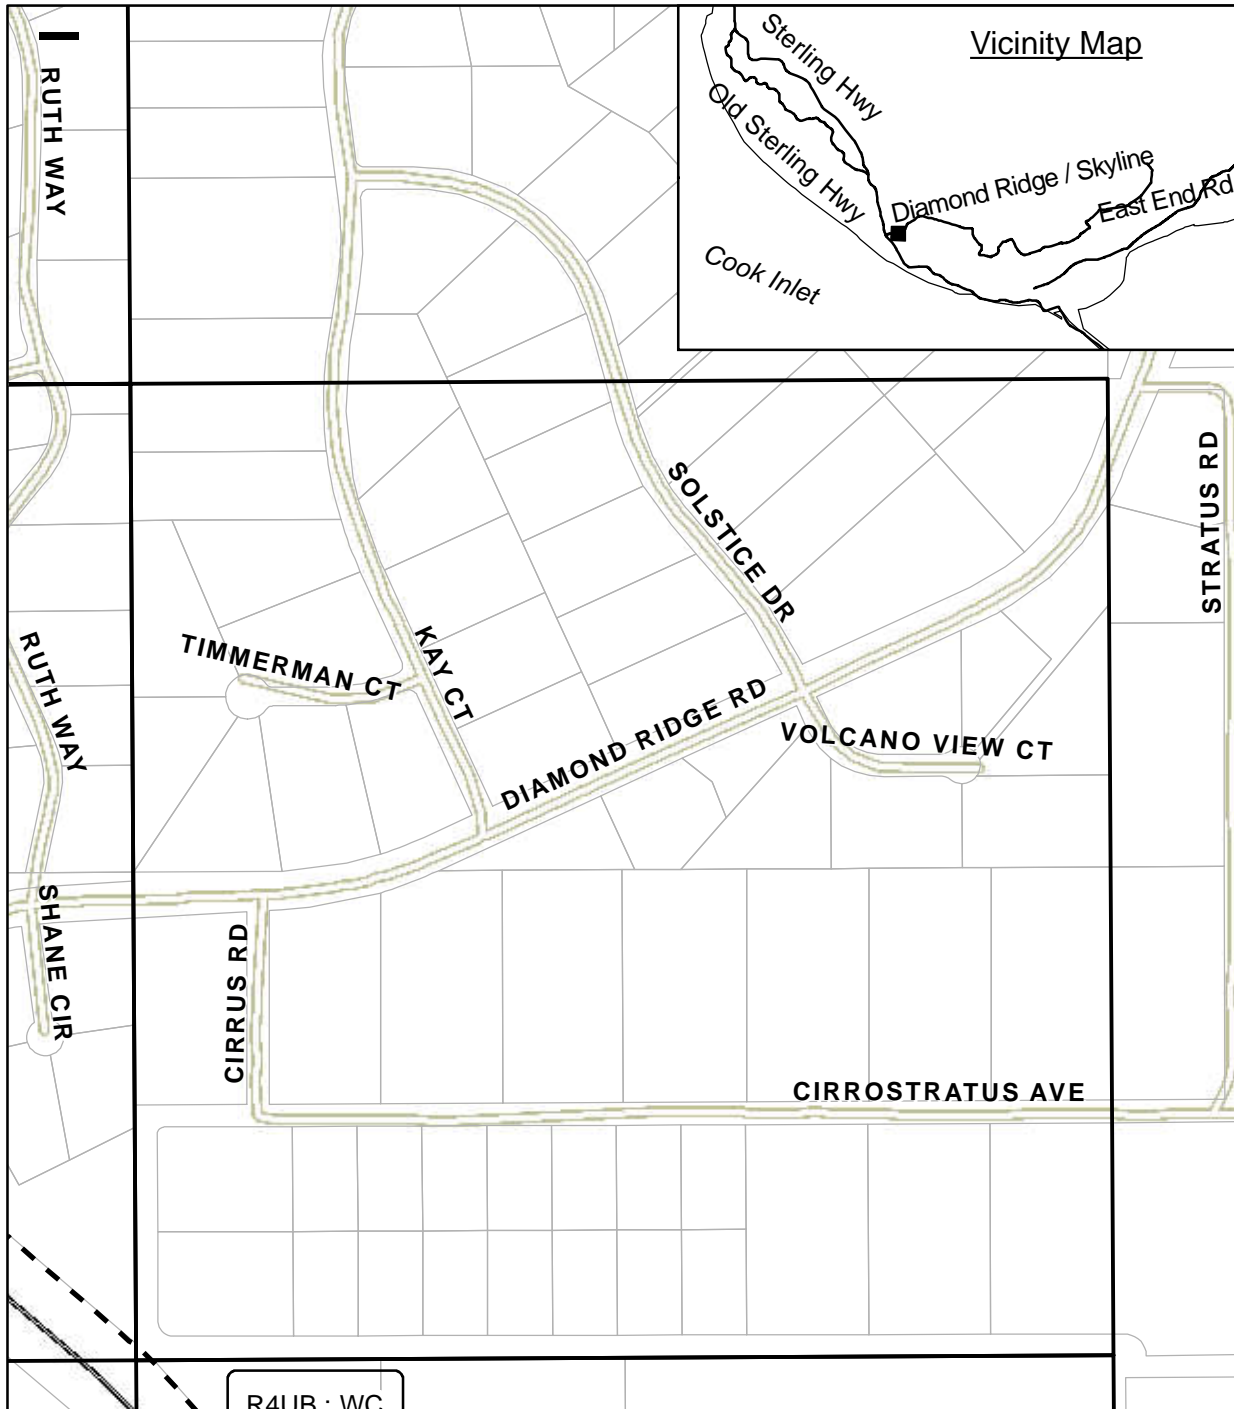 Vicinity Map
Sterling Hwy
Old Sterling Hwy
Diamond Ridge / Skyline
East End Rd
Cook Inlet
RUTH WAY
SOLSTICE DR
STRATUS RD
TIMMERMAN CT
KAY CT
RUTH WAY
DIAMOND RIDGE RD
VOLCANO VIEW CT
SHANE CIR
CIRRUS RD
CIRROSTRATUS AVE
R4UB : WC